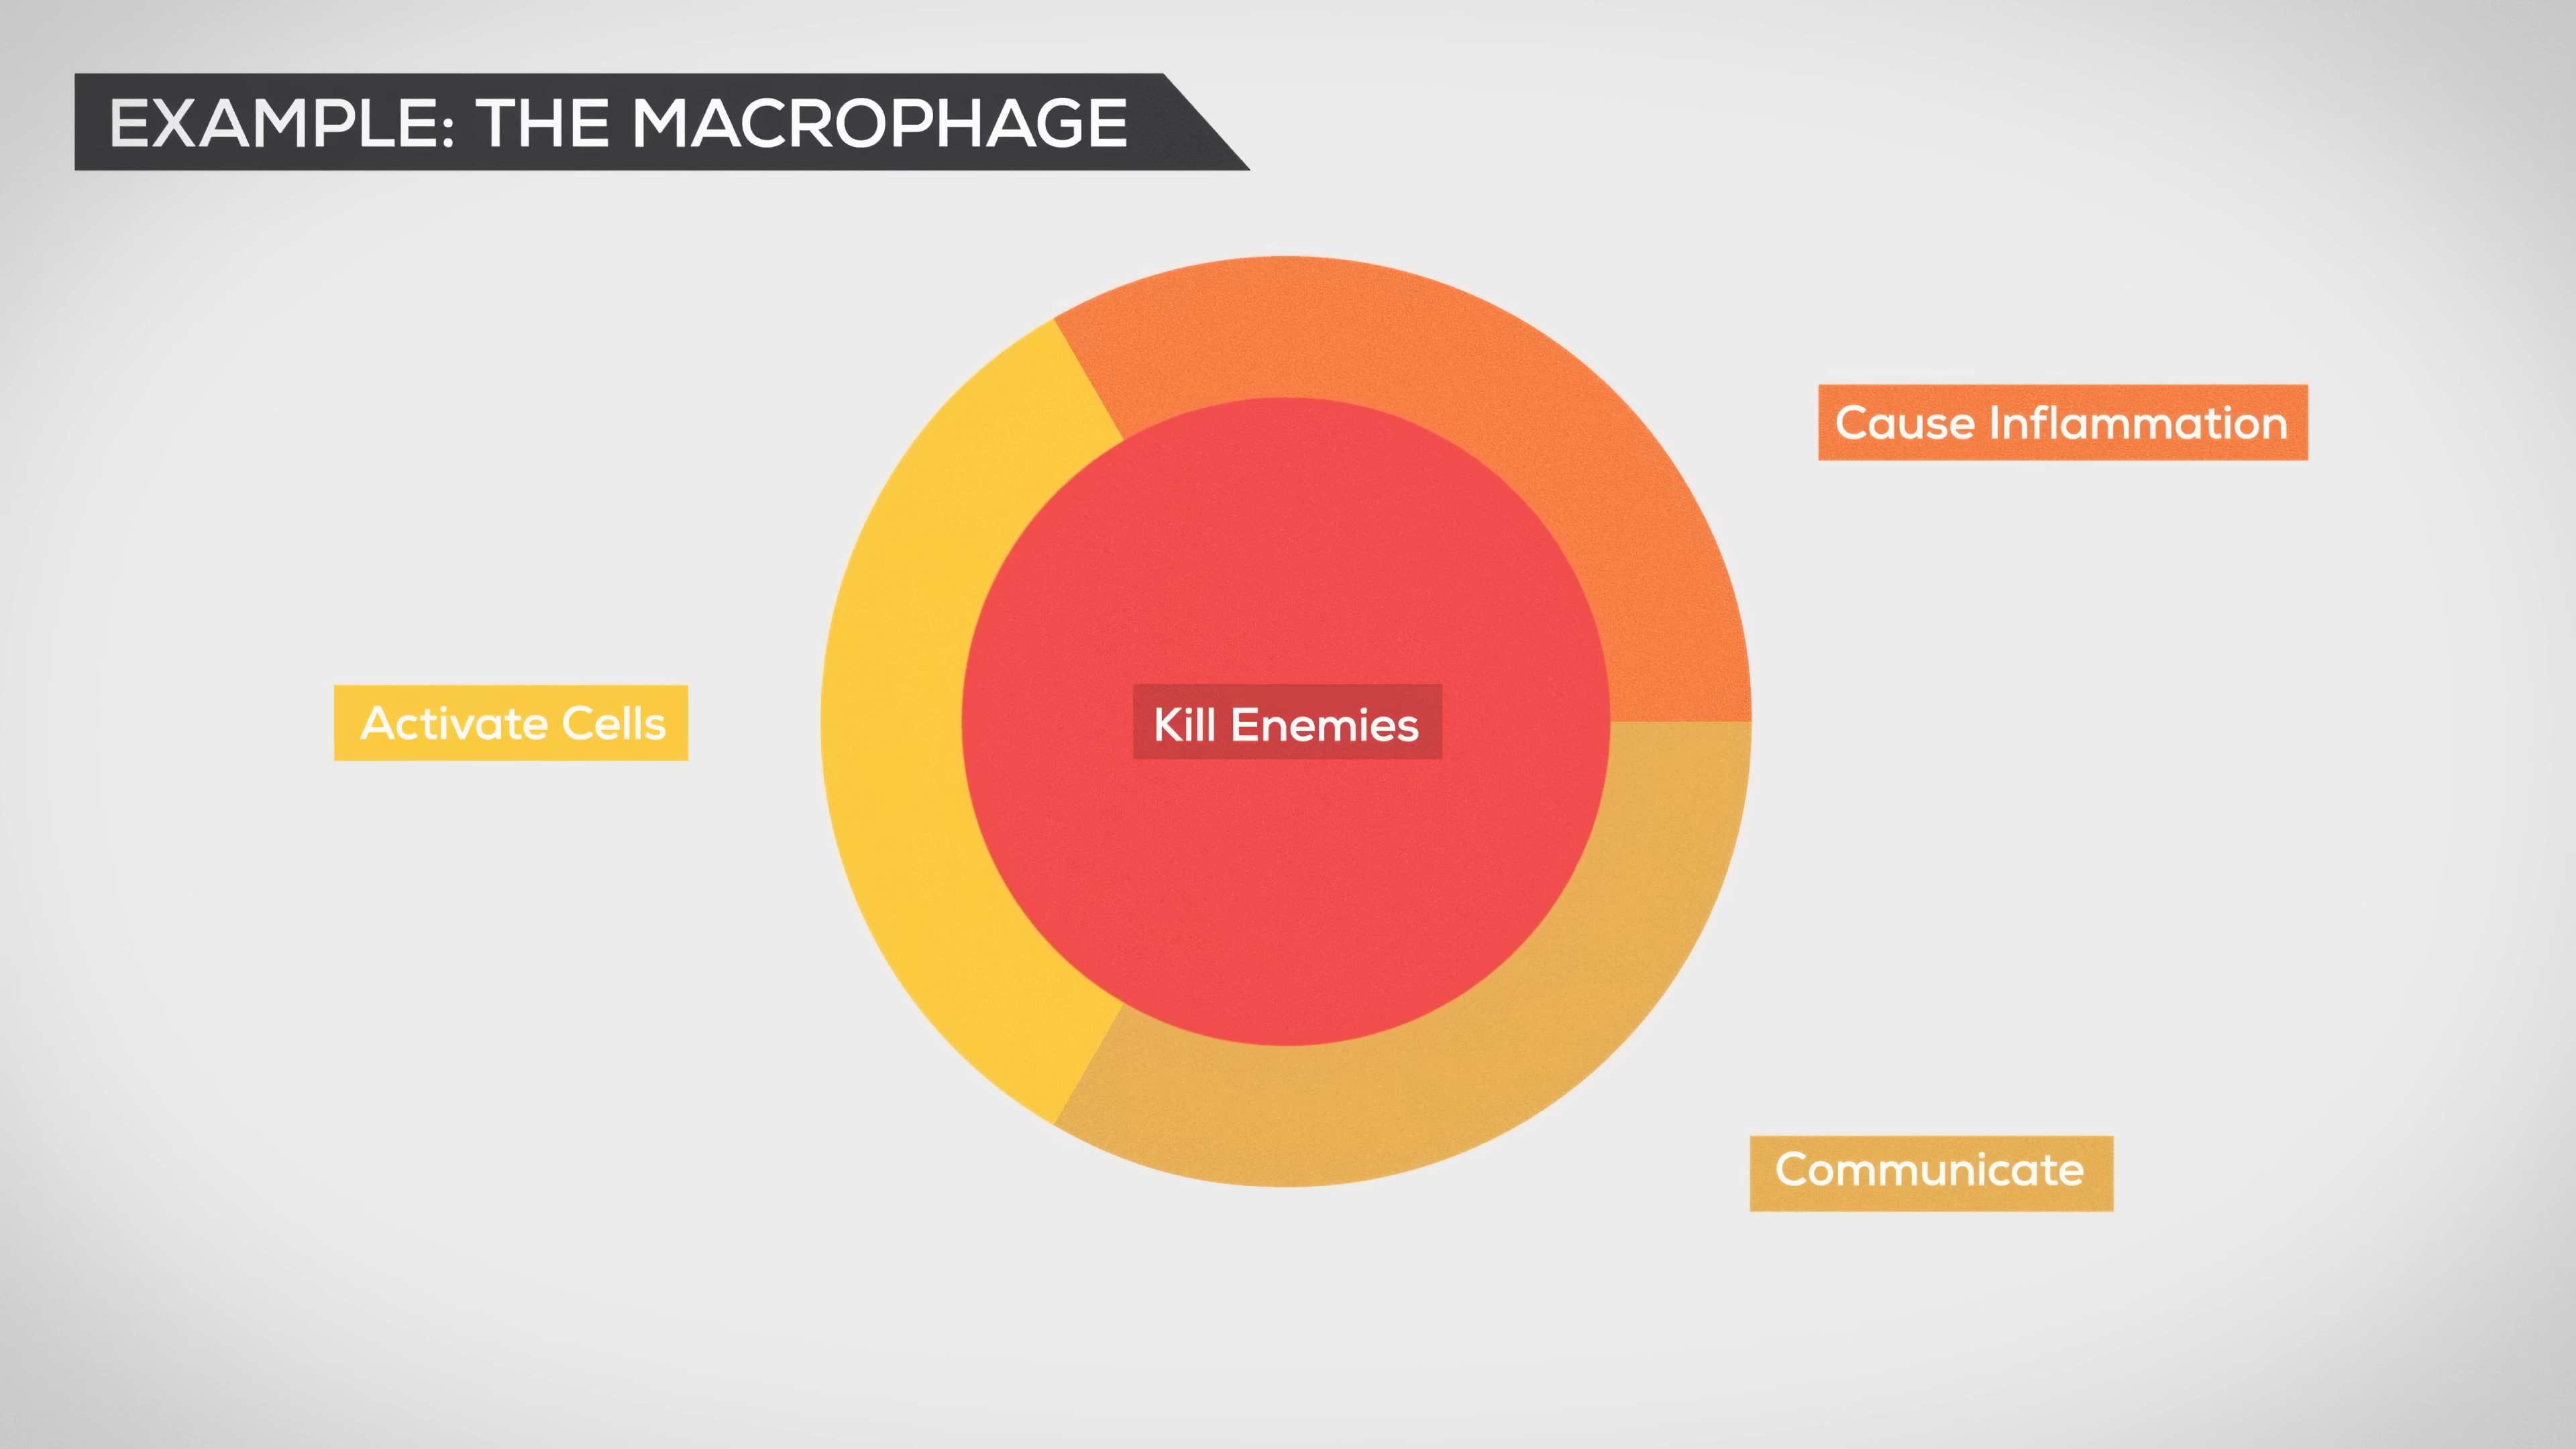 EXAMPLE: THE MACROPHAGE
Cause Inflammation
Activate Cells
Kill Enemies
Communicate